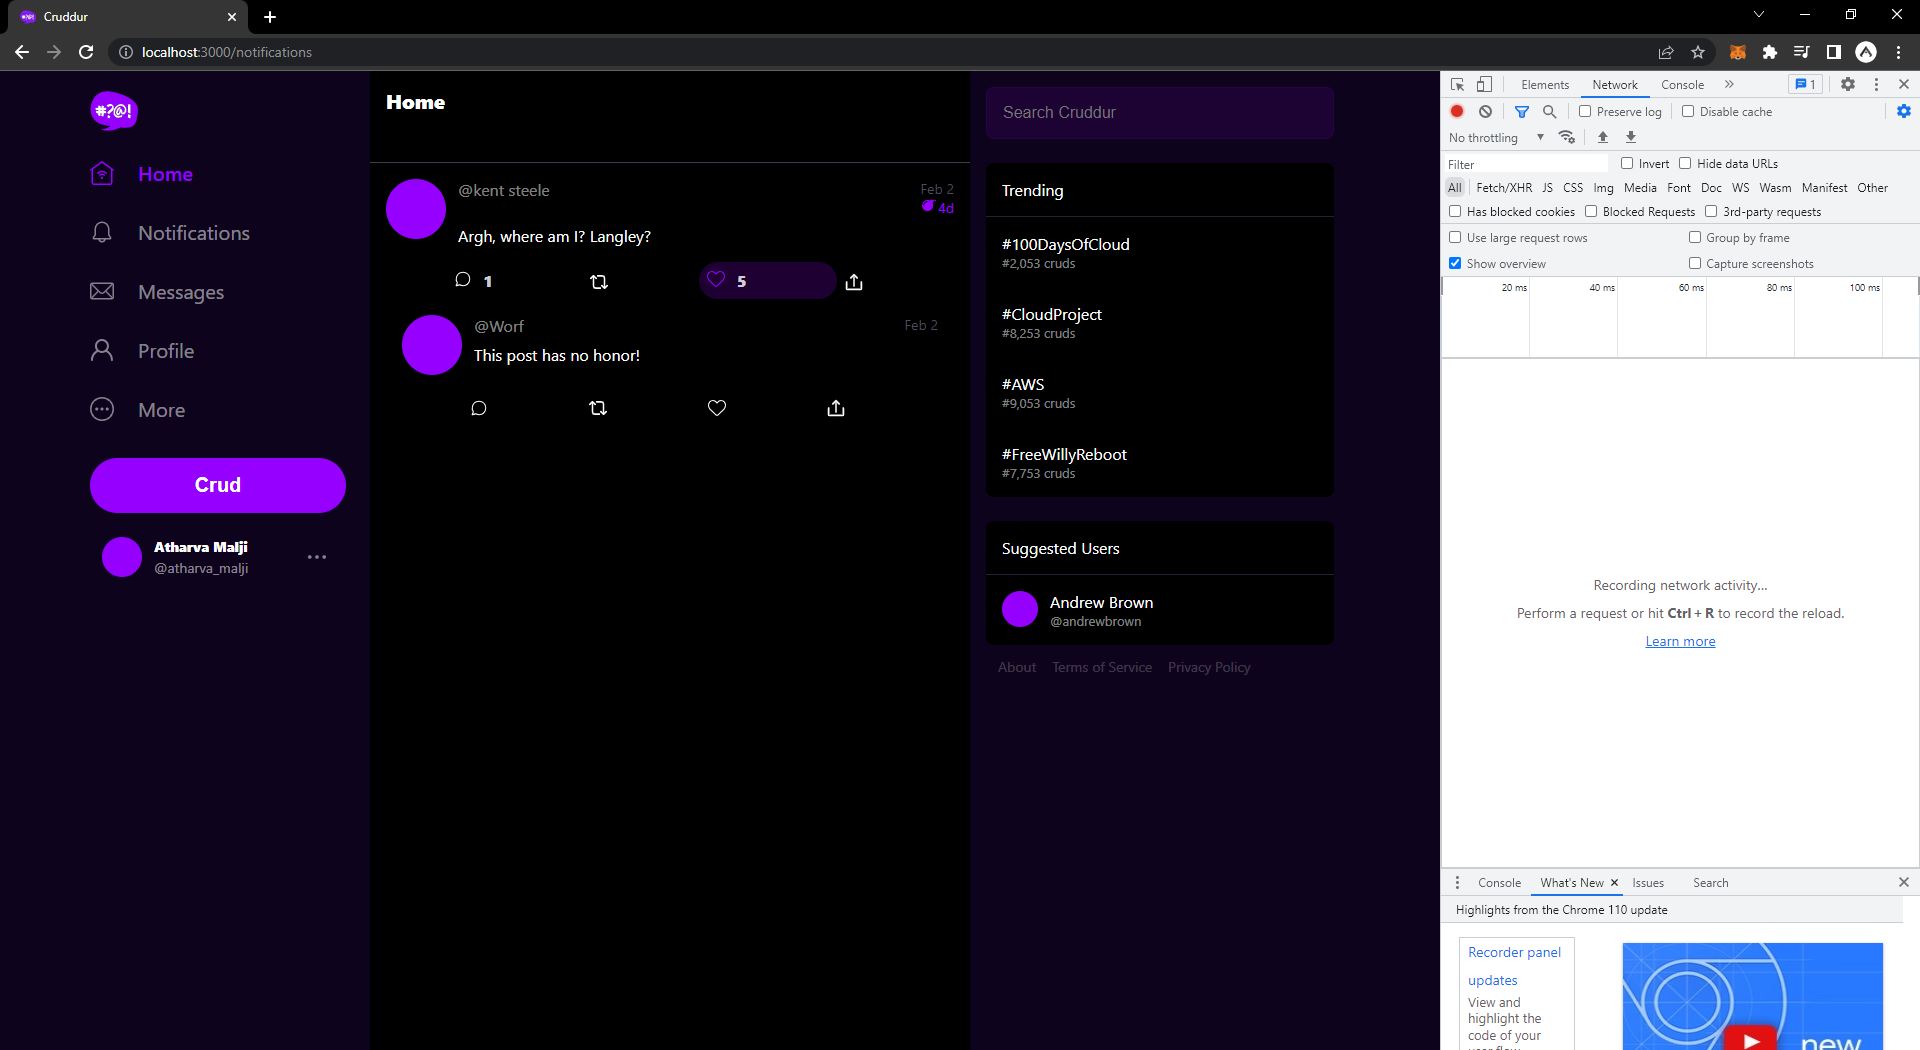 Cruddur
localhost:3000/notifications
#?@!
Home
Notifications
Messages
Profile
More
Crud
Atharva Malji
@atharva_malji
Home
@kent steele
Feb 2
4d
Argh, where am I? Langley?
1
5
@Worf
Feb 2
This post has no honor!
Search Cruddur
Trending
#100DaysOfCloud
#2,053 cruds
#CloudProject
#8,253 cruds
#AWS
#9,053 cruds
#FreeWillyReboot
#7,753 cruds
Suggested Users
Andrew Brown
@andrewbrown
About Terms of Service Privacy Policy
Elements Network Console » 1
Preserve log Disable cache
No throttling
Filter Invert Hide data URLs
All Fetch/XHR JS CSS Img Media Font Doc WS Wasm Manifest Other
Has blocked cookies Blocked Requests 3rd-party requests
Use large request rows Group by frame
Show overview Capture screenshots
20 ms 40 ms 60 ms 80 ms 100 ms
Recording network activity...
Perform a request or hit Ctrl + R to record the reload.
Learn more
Console What's New Issues Search
Highlights from the Chrome 110 update
Recorder panel
updates
View and
highlight the
code of your
user flow
new